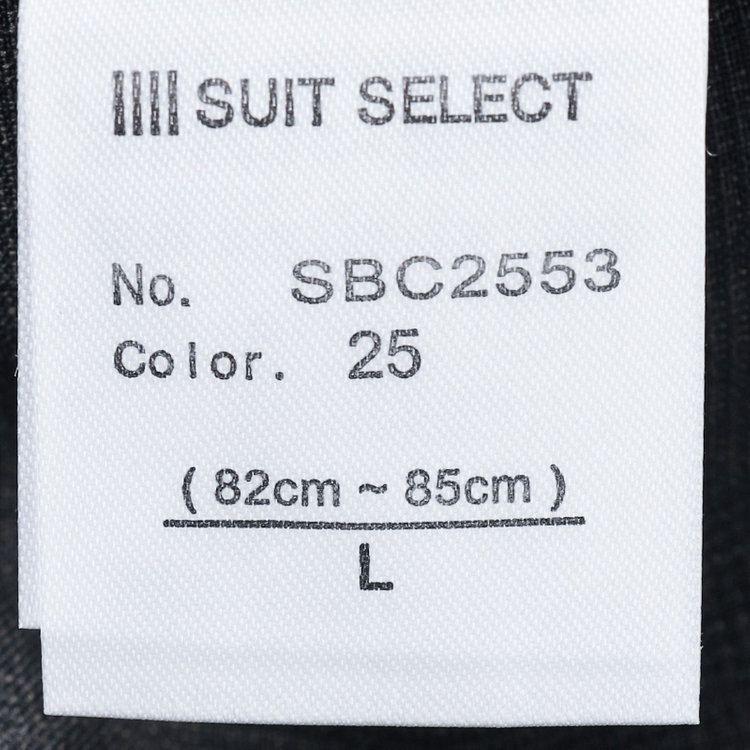 SUIT SELECT
No. SBC2553
Color. 25
( 82cm ~ 85cm )
L